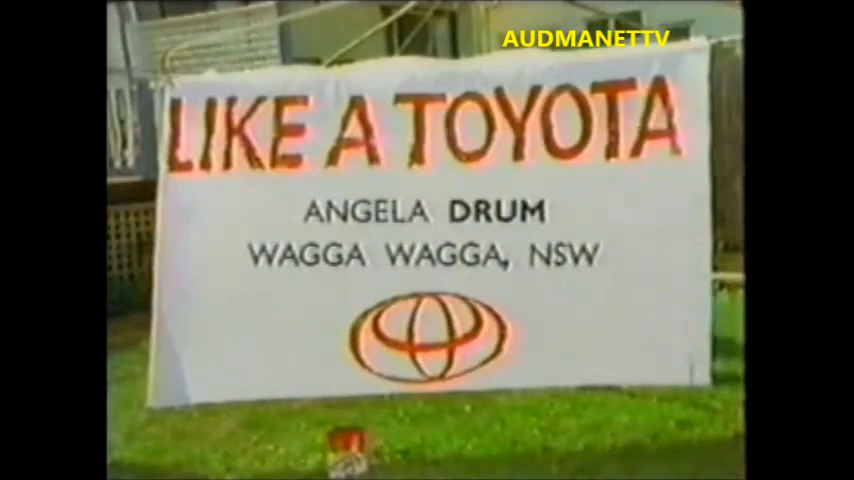 AUDMANETTV
LIKE A TOYOTA
ANGELA DRUM
WAGGA WAGGA, NSW